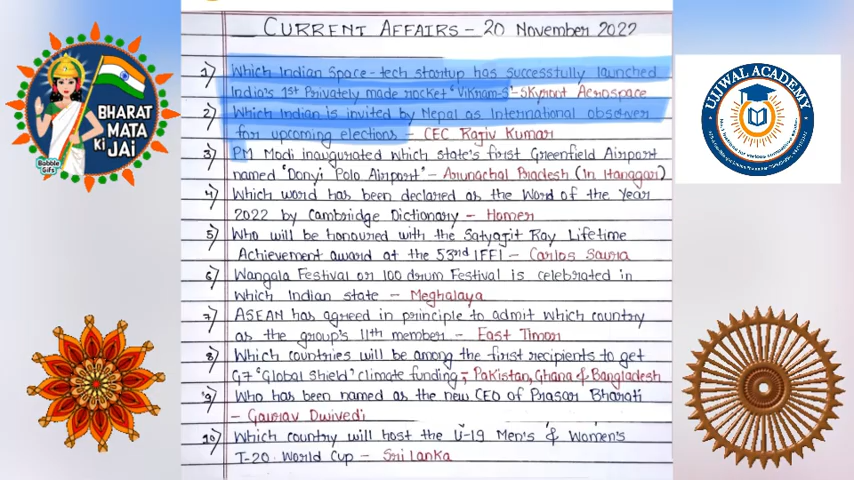 CURRENT AFFAIRS - 20 November 2022
1) Which Indian Space-tech startup has successfully launched
India's 1st Privately made rocket "Vikram-S" - Skyroot Aerospace
2) Which Indian is invited by Nepal as International observer
for upcoming elections - CEC Rajiv Kumar
3) PM Modi inaugurated which state's first Greenfield Airport
named 'Donyi Polo Airport' - Arunachal Pradesh (in Itanagar)
4) Which word has been declared as the Word of the Year
2022 by Cambridge Dictionary - Homer
5) Who will be honoured with the Satyajit Ray Lifetime
Achievement award at the 53rd IFFI - Carlos Saura
6) Wangala Festival or 100 drum Festival is celebrated in
which Indian state - Meghalaya
7) ASEAN has agreed in principle to admit which country
as the group's 11th member - East Timor
8) Which countries will be among the first recipients to get
G7 'Global Shield' climate funding - Pakistan, Ghana & Bangladesh
9) Who has been named as the new CEO of Prasar Bharati
- Gaurav Dwivedi
10) Which country will host the U-19 Men's & Women's
T-20 World Cup - Sri Lanka
BHARAT
MATA
KI
JAI
Babble
Gifs
UJJWAL ACADEMY